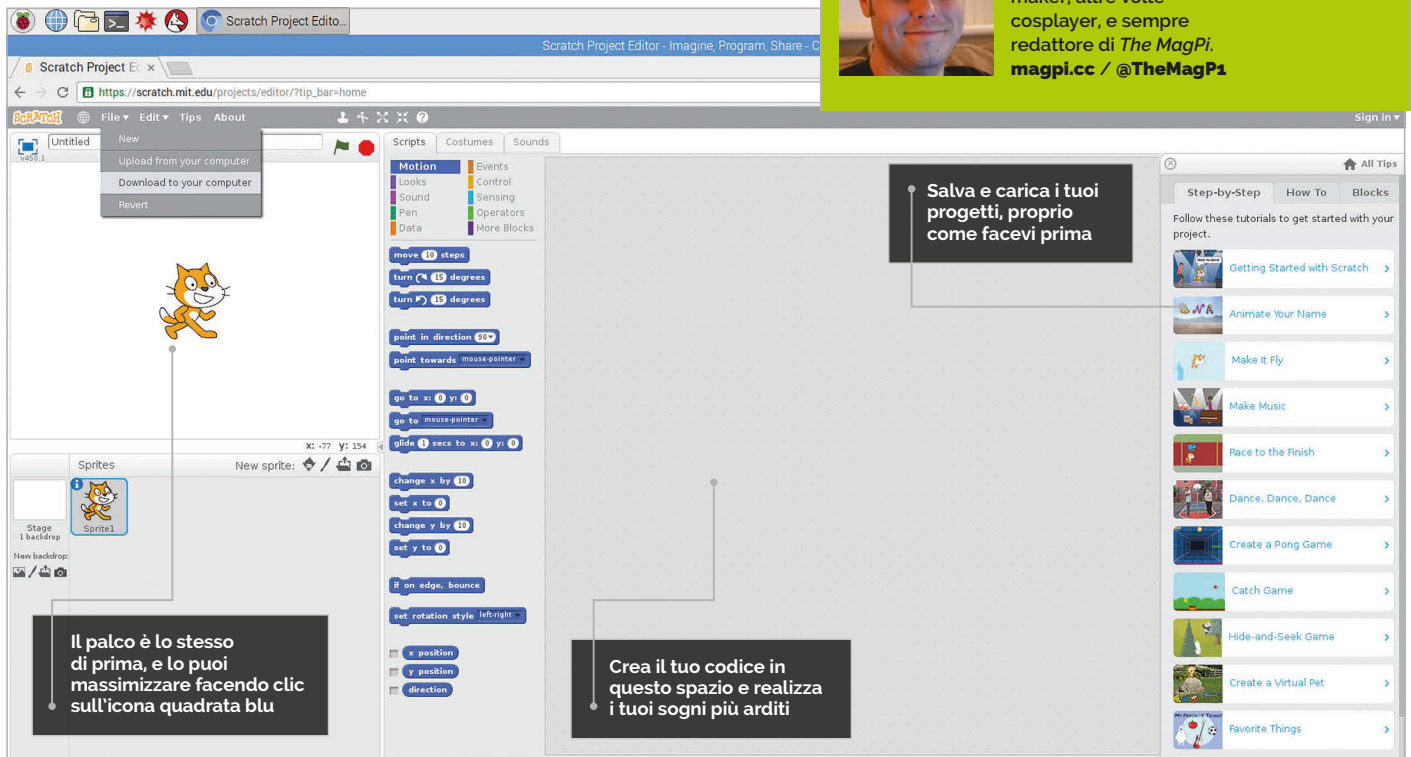 maker, altre volte
cosplayer, e sempre
redattore di The MagPi.
magpi.cc / @TheMagP1
Scratch Project Edito...
Scratch Project Editor - Imagine, Program, Share - C
Scratch Project Ec ×
https://scratch.mit.edu/projects/editor/?tip_bar=home
SCRATCH File▾ Edit▾ Tips About
Sign in▾
Untitled
v450.1
New
Upload from your computer
Download to your computer
Revert
X: -77 Y: 154
Sprites
New sprite:
Stage
1 backdrop
Sprite1
New backdrop:
Il palco è lo stesso
di prima, e lo puoi
massimizzare facendo clic
sull'icona quadrata blu
Scripts Costumes Sounds
Motion Events
Looks Control
Sound Sensing
Pen Operators
Data More Blocks
move 10 steps
turn 15 degrees
turn 15 degrees
point in direction 90▾
point towards mouse-pointer
go to x: 0 y: 0
go to mouse-pointer
glide 1 secs to x: 0 y: 0
change x by 10
set x to 0
change y by 10
set y to 0
if on edge, bounce
set rotation style left-right
x position
y position
direction
Salva e carica i tuoi
progetti, proprio
come facevi prima
Crea il tuo codice in
questo spazio e realizza
i tuoi sogni più arditi
All Tips
Step-by-Step How To Blocks
Follow these tutorials to get started with your
project.
Getting Started with Scratch
Animate Your Name
Make It Fly
Make Music
Race to the Finish
Dance, Dance, Dance
Create a Pong Game
Catch Game
Hide-and-Seek Game
Create a Virtual Pet
My Favorite Things
Favorite Things